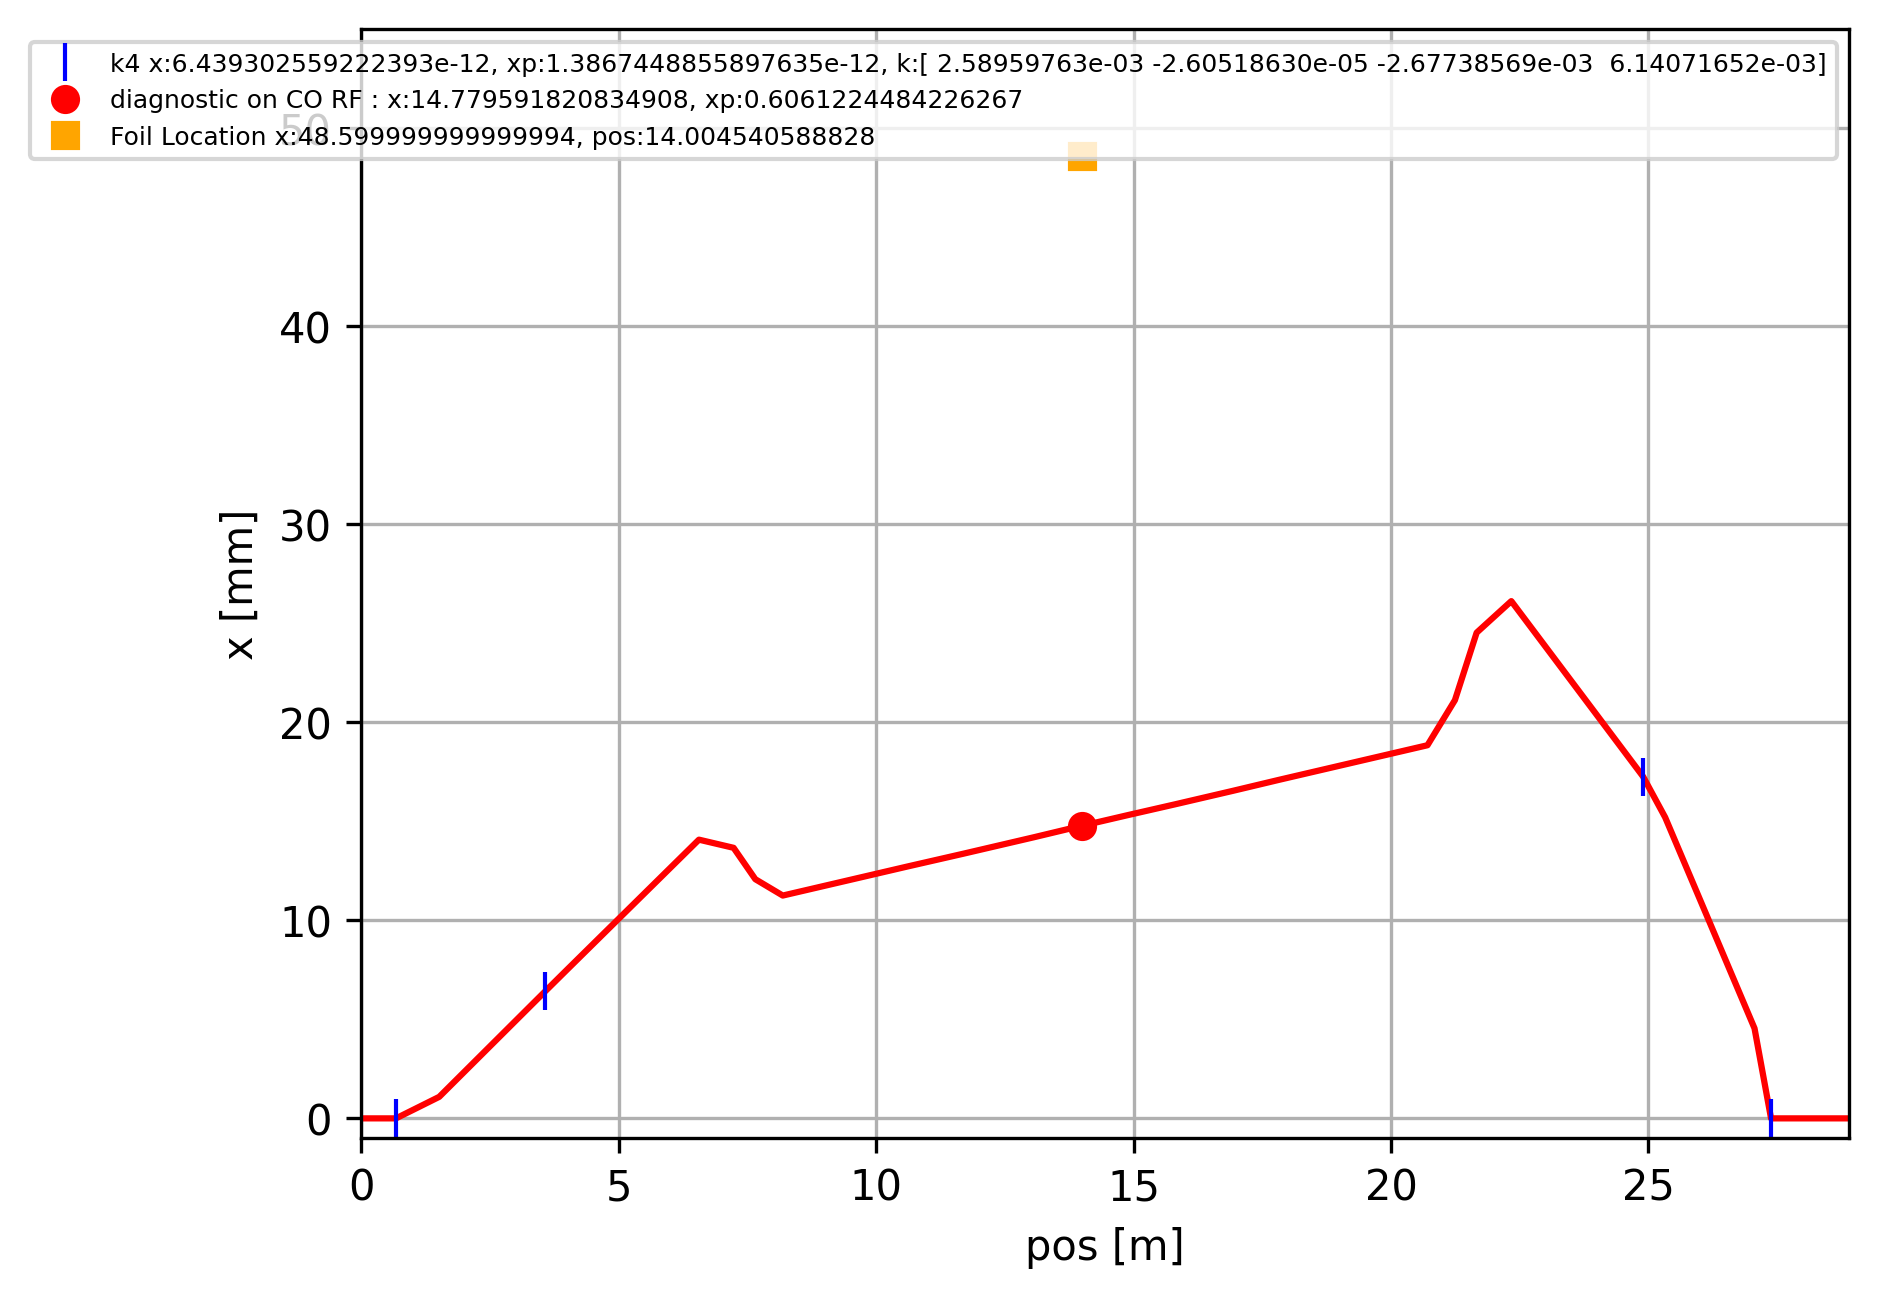 k4 x:6.439302559222393e-12, xp:1.3867448855897635e-12, k:[ 2.58959763e-03 -2.60518630e-05 -2.67738569e-03  6.14071652e-03]
diagnostic on CO RF : x:14.779591820834908, xp:0.6061224484226267
Foil Location x:48.599999999999994, pos:14.004540588828
50
40
30
20
10
0
x [mm]
0 5 10 15 20 25
pos [m]